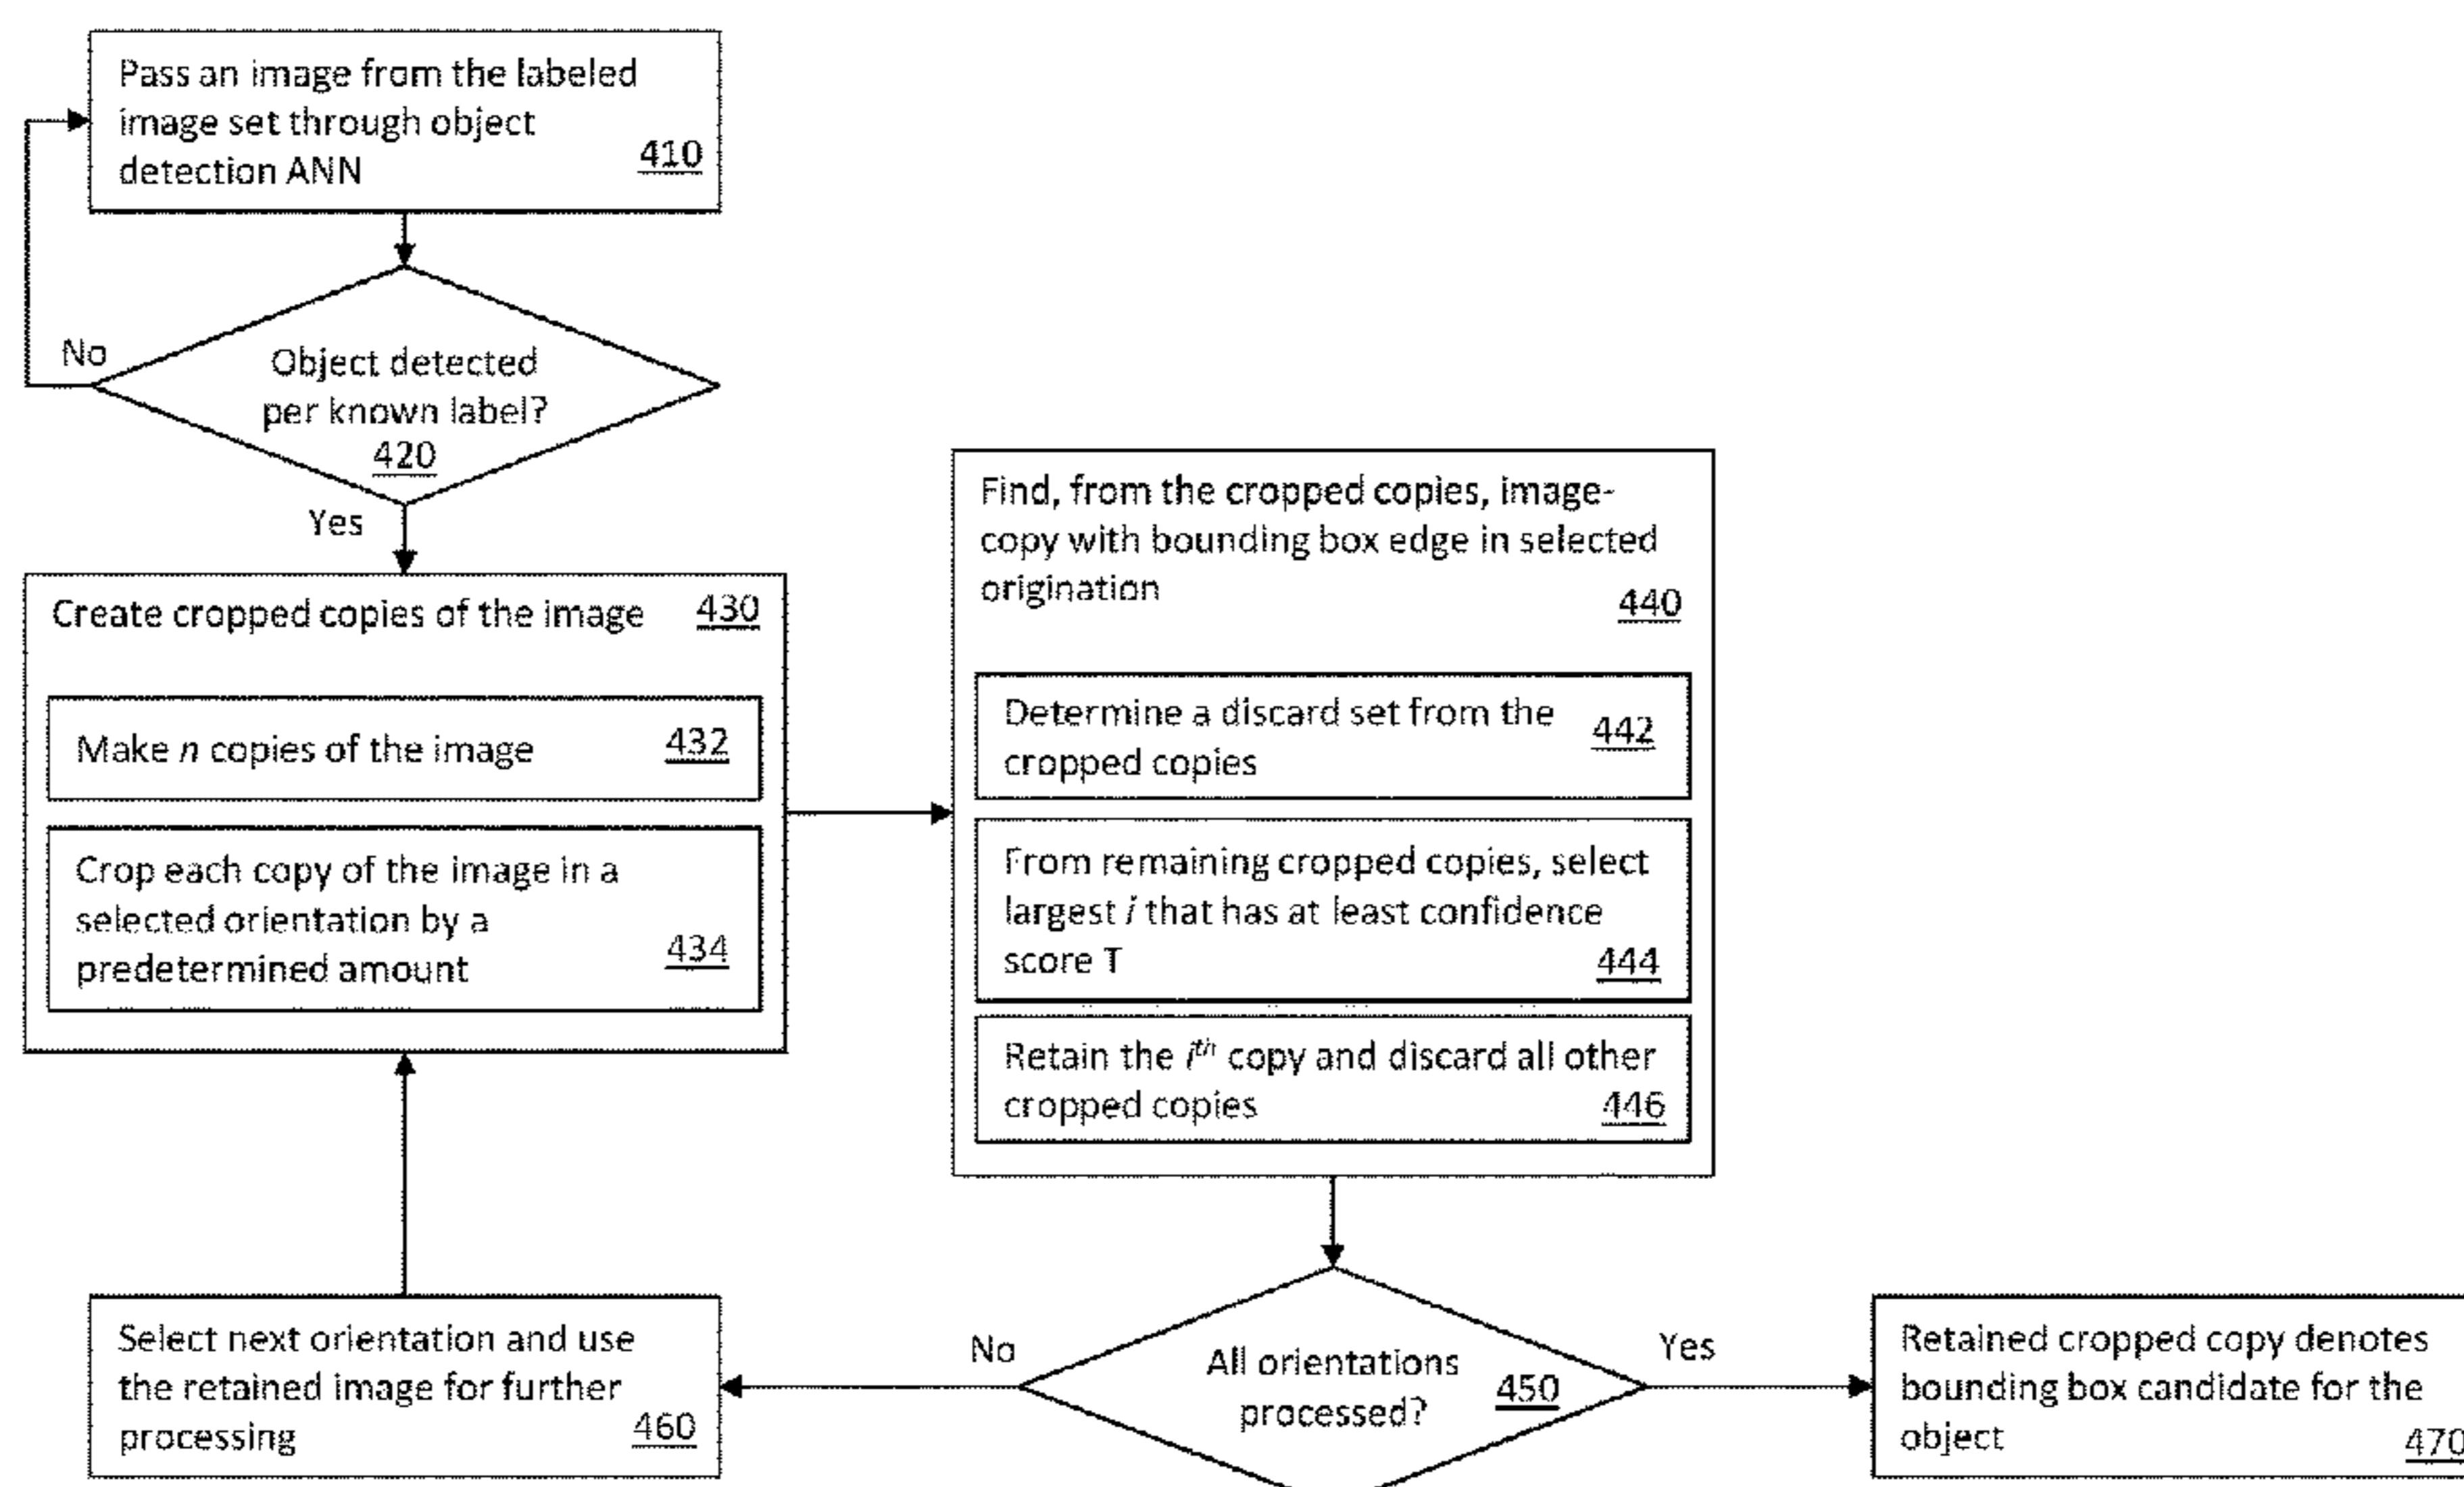 Pass an image from the labeled
image set through object
detection ANN
410
No
Object detected
per known label?
420
Yes
Create cropped copies of the image 430
Make n copies of the image 432
Crop each copy of the image in a
selected orientation by a
predetermined amount
434
Find, from the cropped copies, image-
copy with bounding box edge in selected
origination
440
Determine a discard set from the
cropped copies
442
From remaining cropped copies, select
largest i that has at least confidence
score T
444
Retain the ith copy and discard all other
cropped copies
446
All orientations
processed?
450
No
Yes
Select next orientation and use
the retained image for further
processing
460
Retained cropped copy denotes
bounding box candidate for the
object
470